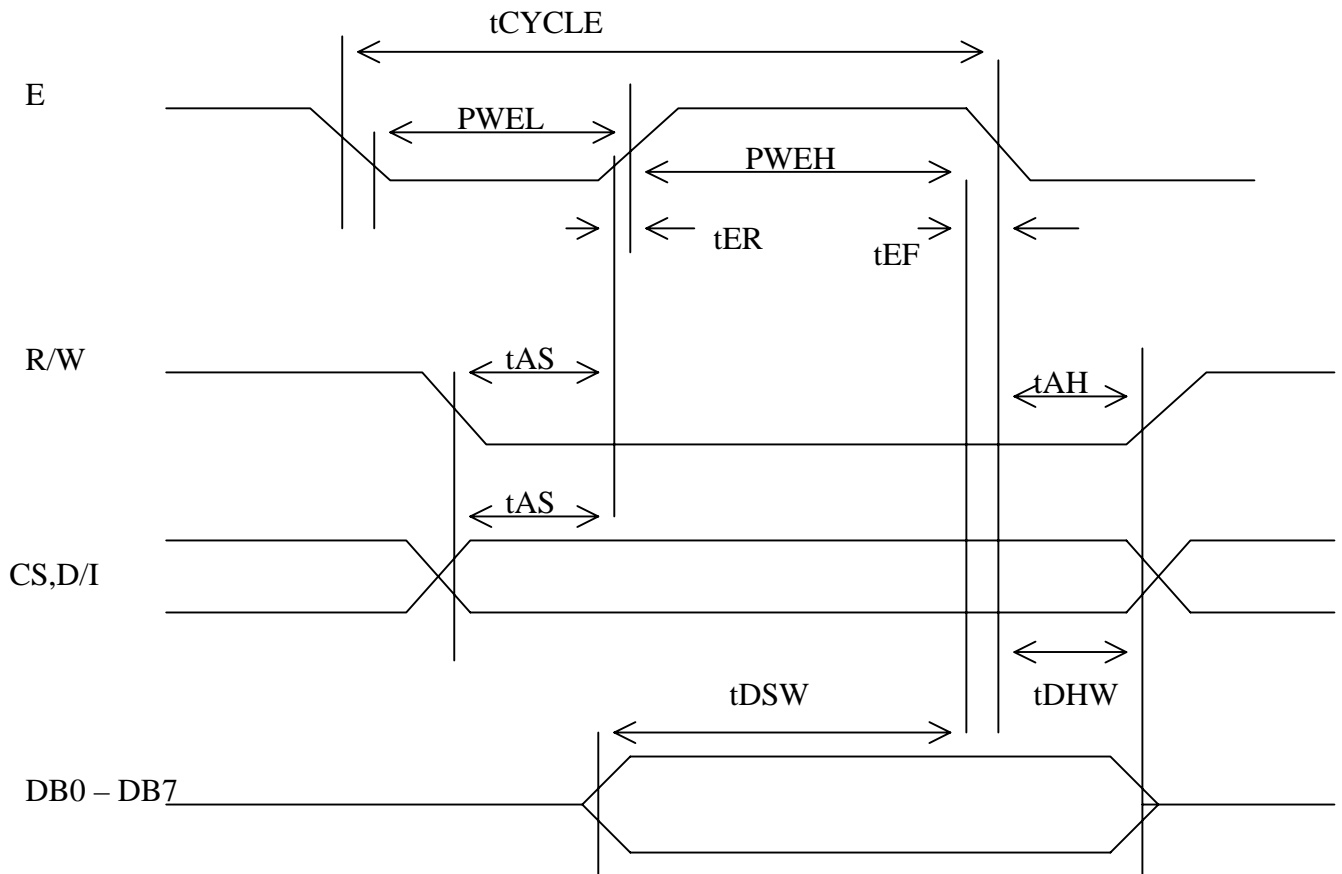 tCYCLE
E
PWEL
PWEH
tER
tEF
R/W
tAS
tAH
tAS
CS,D/I
tDSW
tDHW
DB0 – DB7